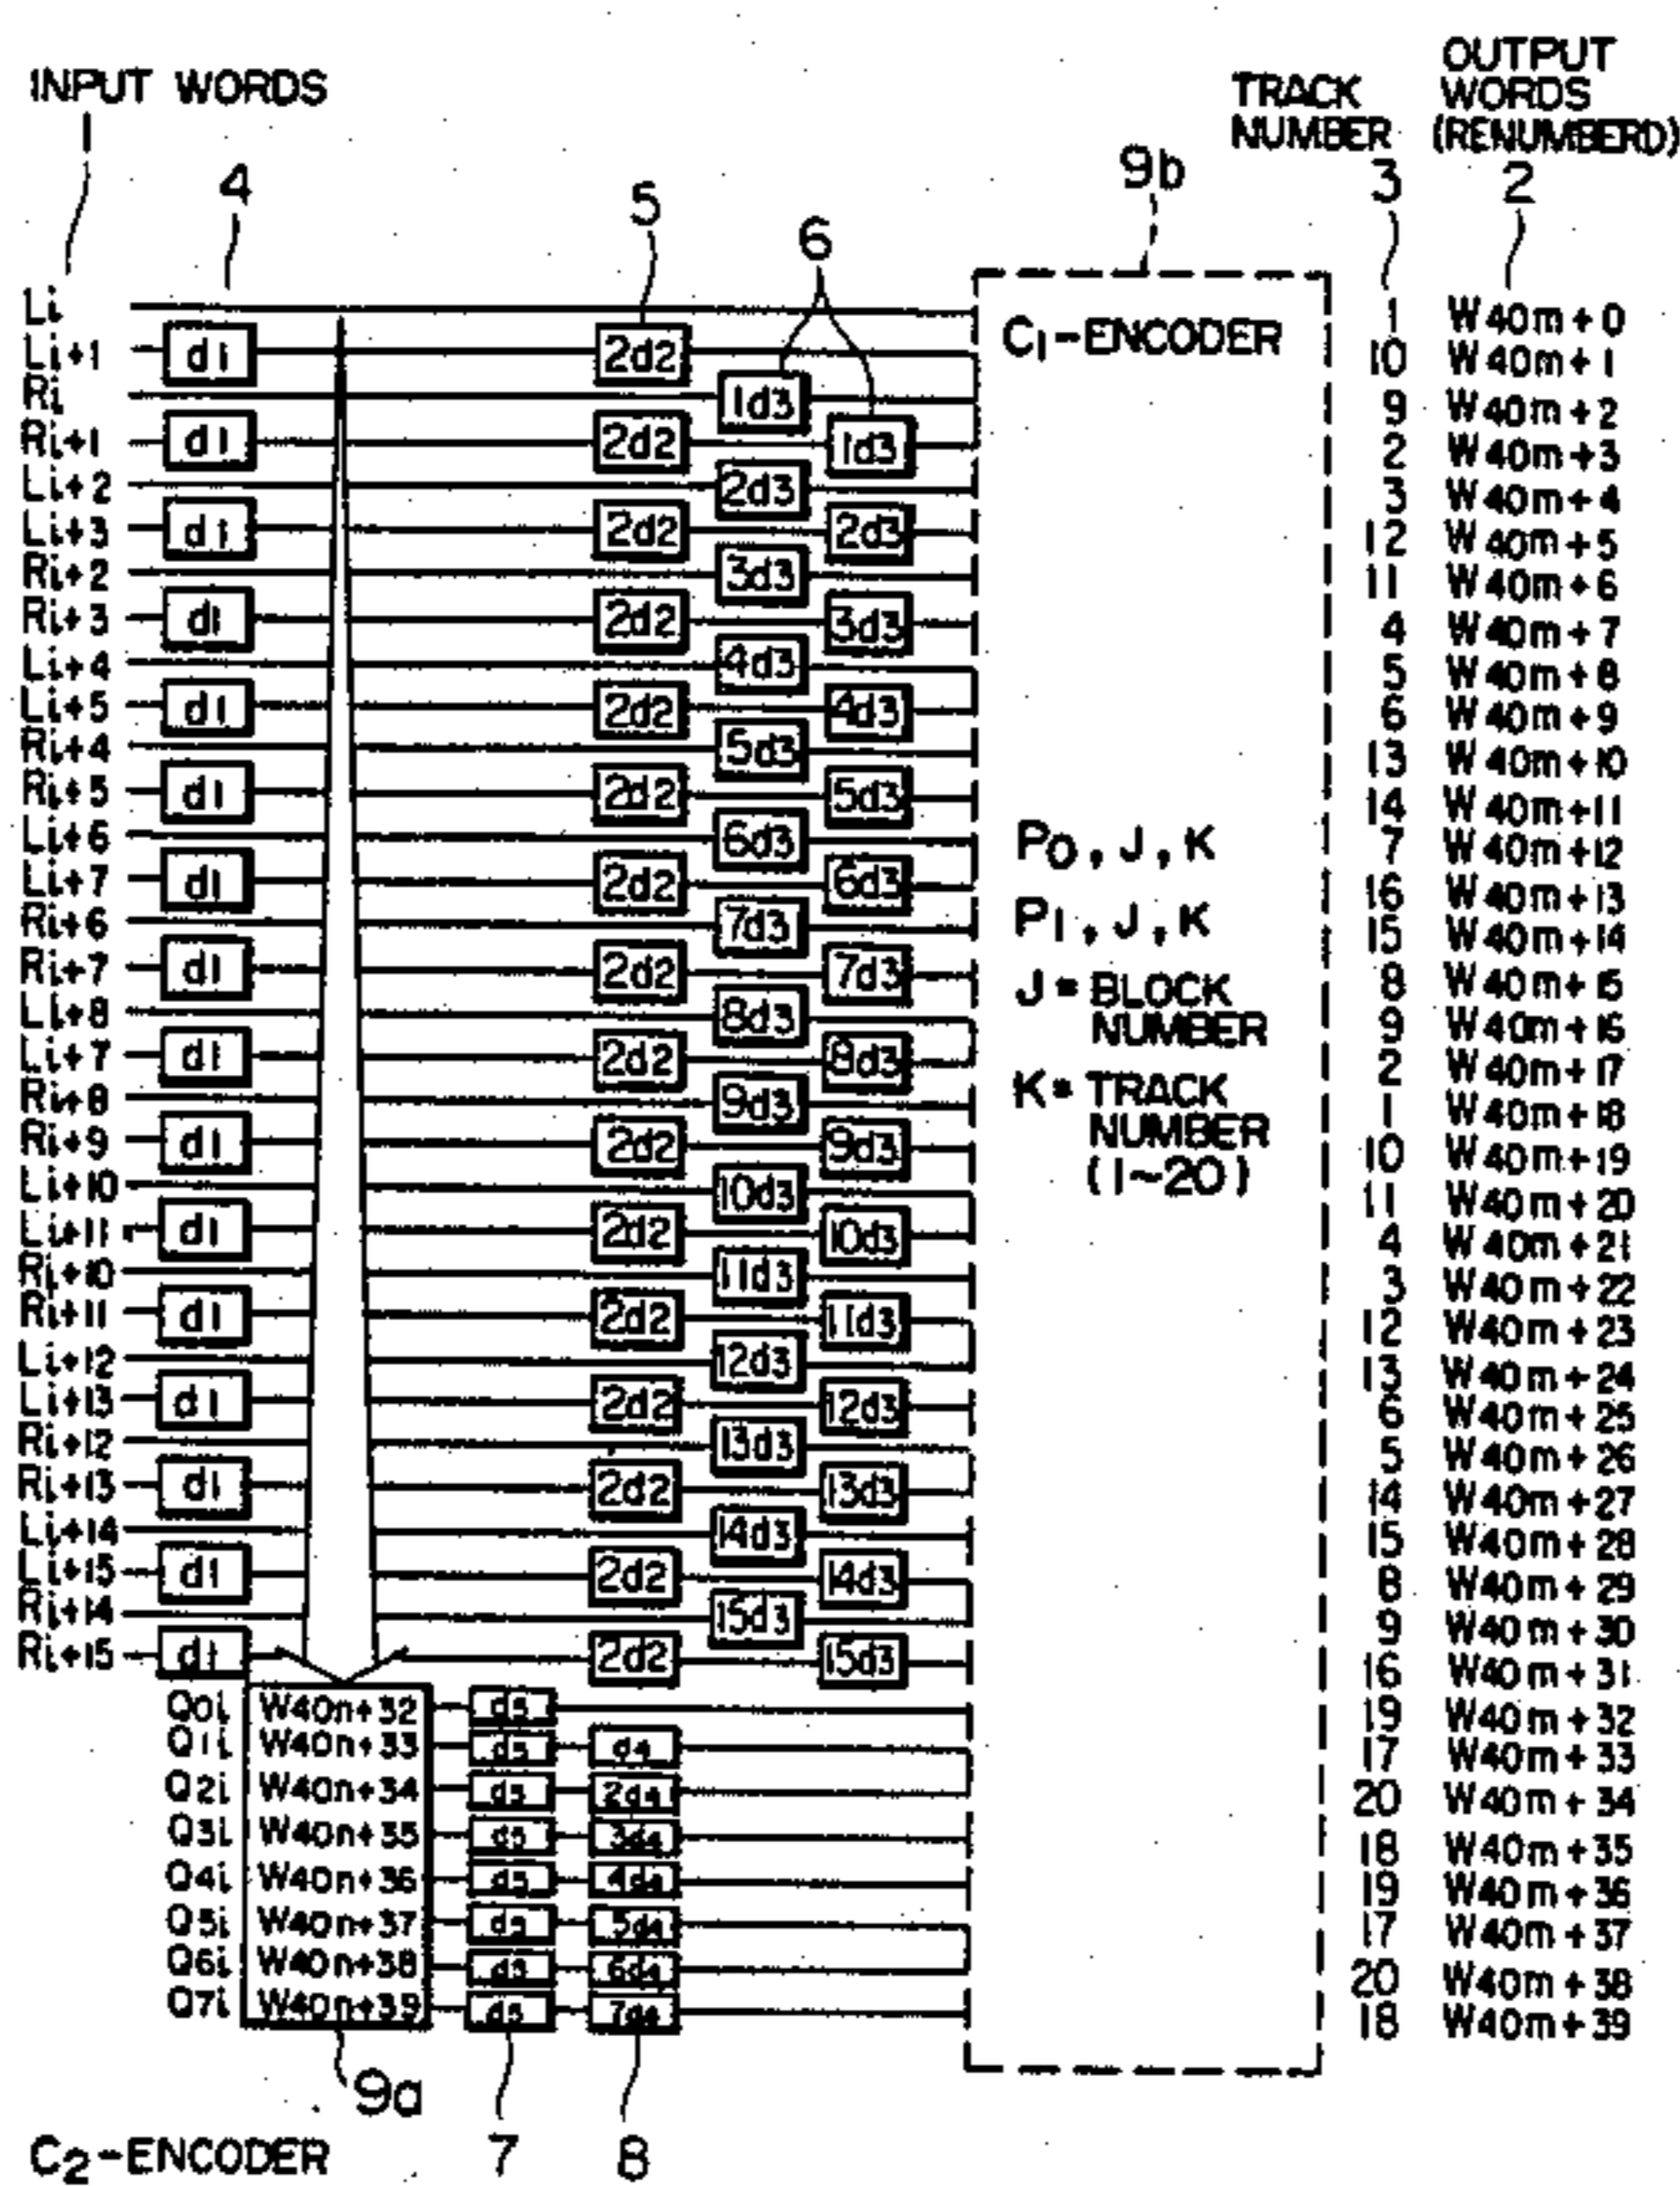 OUTPUT
INPUT WORDS TRACK WORDS
NUMBER (RENUMBERD)
1 4 5 6 9b 3 2
Li 1 W40m+0
C1-ENCODER
Li+1 d1 2d2 10 W40m+1
Ri 1d3 9 W40m+2
Ri+1 d1 2d2 1d3 2 W40m+3
Li+2 2d3 3 W40m+4
Li+3 d1 2d2 2d3 12 W40m+5
Ri+2 3d3 11 W40m+6
Ri+3 d1 2d2 3d3 4 W40m+7
Li+4 4d3 5 W40m+8
Li+5 d1 2d2 4d3 6 W40m+9
Ri+4 5d3 13 W40m+10
Ri+5 d1 2d2 5d3 14 W40m+11
Li+6 6d3 P0, J, K 7 W40m+12
Li+7 d1 2d2 6d3 16 W40m+13
Ri+6 7d3 P1, J, K 15 W40m+14
Ri+7 d1 2d2 7d3 J = BLOCK 8 W40m+15
Li+8 8d3 NUMBER 9 W40m+16
Li+7 d1 2d2 8d3 2 W40m+17
Ri+8 9d3 K = TRACK 1 W40m+18
Ri+9 d1 2d2 9d3 NUMBER 10 W40m+19
Li+10 10d3 (1~20) 11 W40m+20
Li+11 d1 2d2 10d3 4 W40m+21
Ri+10 11d3 3 W40m+22
Ri+11 d1 2d2 11d3 12 W40m+23
Li+12 12d3 13 W40m+24
Li+13 d1 2d2 12d3 6 W40m+25
Ri+12 13d3 5 W40m+26
Ri+13 d1 2d2 13d3 14 W40m+27
Li+14 14d3 15 W40m+28
Li+15 d1 2d2 14d3 8 W40m+29
Ri+14 15d3 9 W40m+30
Ri+15 d1 2d2 15d3 16 W40m+31
Q0i W40n+32 d5 19 W40m+32
Q1i W40n+33 d5 d4 17 W40m+33
Q2i W40n+34 d5 2d4 20 W40m+34
Q3i W40n+35 d5 3d4 18 W40m+35
Q4i W40n+36 d5 4d4 19 W40m+36
Q5i W40n+37 d5 5d4 17 W40m+37
Q6i W40n+38 d5 6d4 20 W40m+38
Q7i W40n+39 d5 7d4 18 W40m+39
9a 7 8
C2-ENCODER